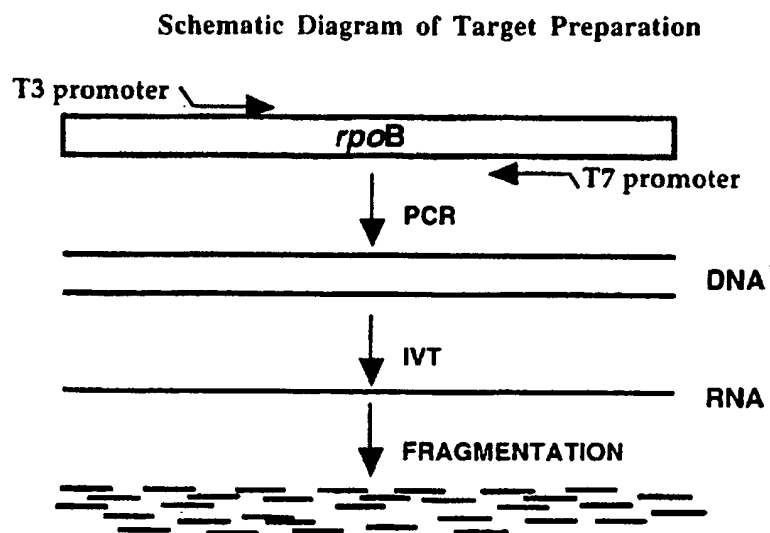 Schematic Diagram of Target Preparation
T3 promoter
rpoB
T7 promoter
PCR
DNA
IVT
RNA
FRAGMENTATION